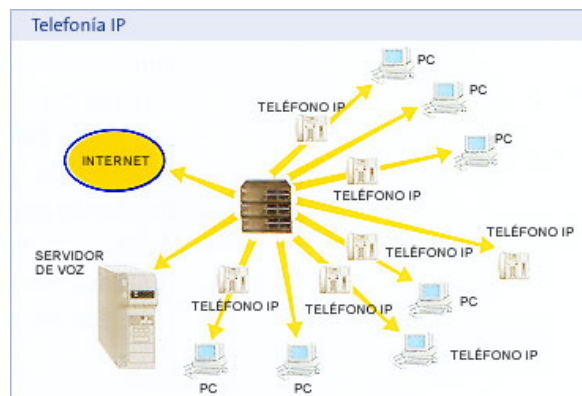 Telefonía IP
PC
TELÉFONO IP
PC
PC
INTERNET
TELÉFONO IP
TELÉFONO IP
SERVIDOR
DE VOZ
TELÉFONO IP
TELÉFONO IP
TELÉFONO IP
PC
TELÉFONO IP
PC
PC